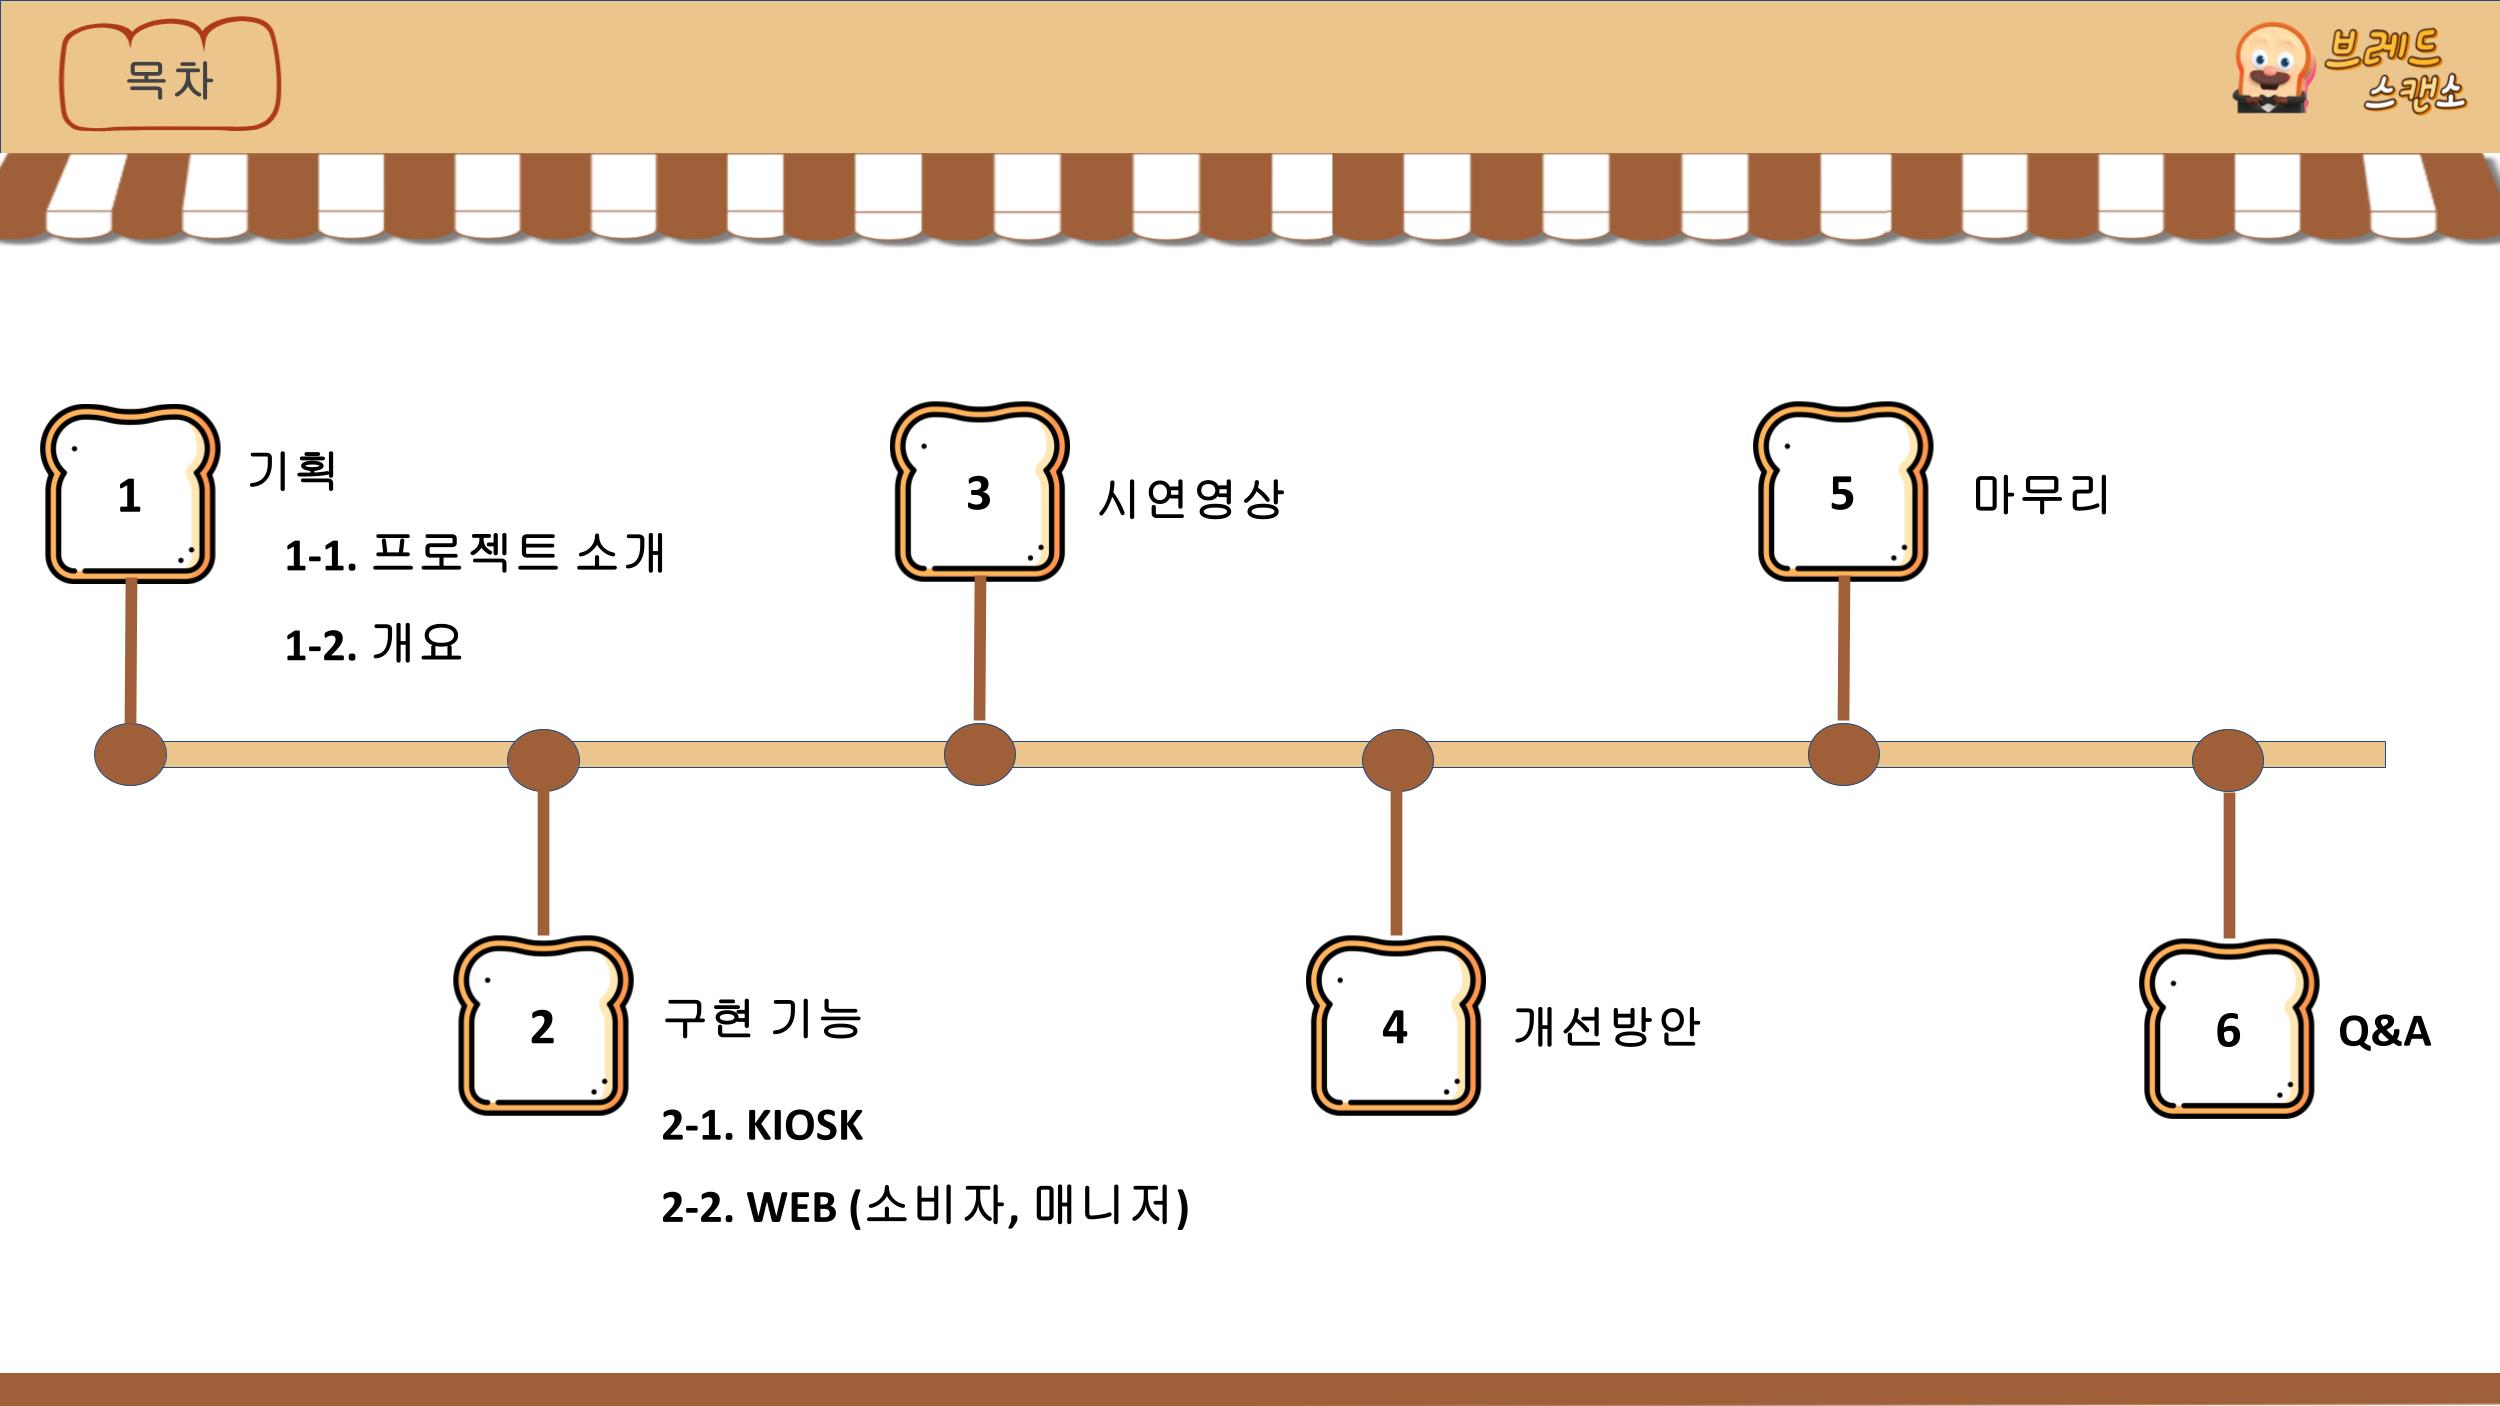 목차
브레드
스캔소
1
기획
1-1. 프로젝트 소개
1-2. 개요
2
구현 기능
2-1. KIOSK
2-2. WEB (소비자, 매니저)
3
시연영상
4
개선방안
5
마무리
6
Q&A